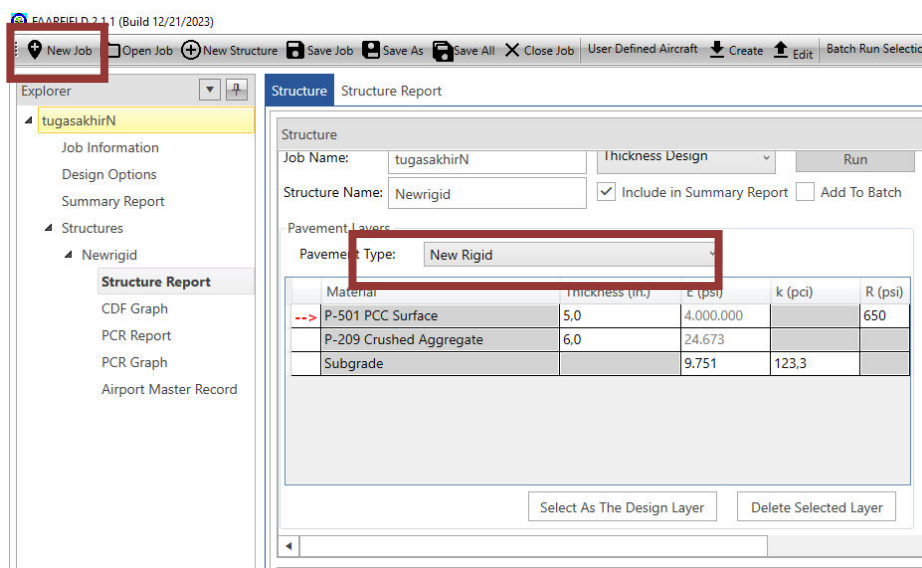 FAARFIELD 2.1.1 (Build 12/21/2023)
New Job Open Job New Structure Save Job Save As Save All Close Job User Defined Aircraft Create Edit Batch Run
Explorer
Structure Structure Report
tugasakhirN
Job Information
Design Options
Summary Report
Structures
Newrigid
Structure Report
CDF Graph
PCR Report
PCR Graph
Airport Master Record
Structure
Job Name: tugasakhirN Thickness Design Run
Structure Name: Newrigid Include in Summary Report Add To Batch
Pavement Layers
Pavement Type: New Rigid
Material Thickness (in.) E (psi) k (pci) R (psi)
--> P-501 PCC Surface 5,0 4.000.000 650
P-209 Crushed Aggregate 6,0 24.673
Subgrade 9.751 123,3
Select As The Design Layer Delete Selected Layer